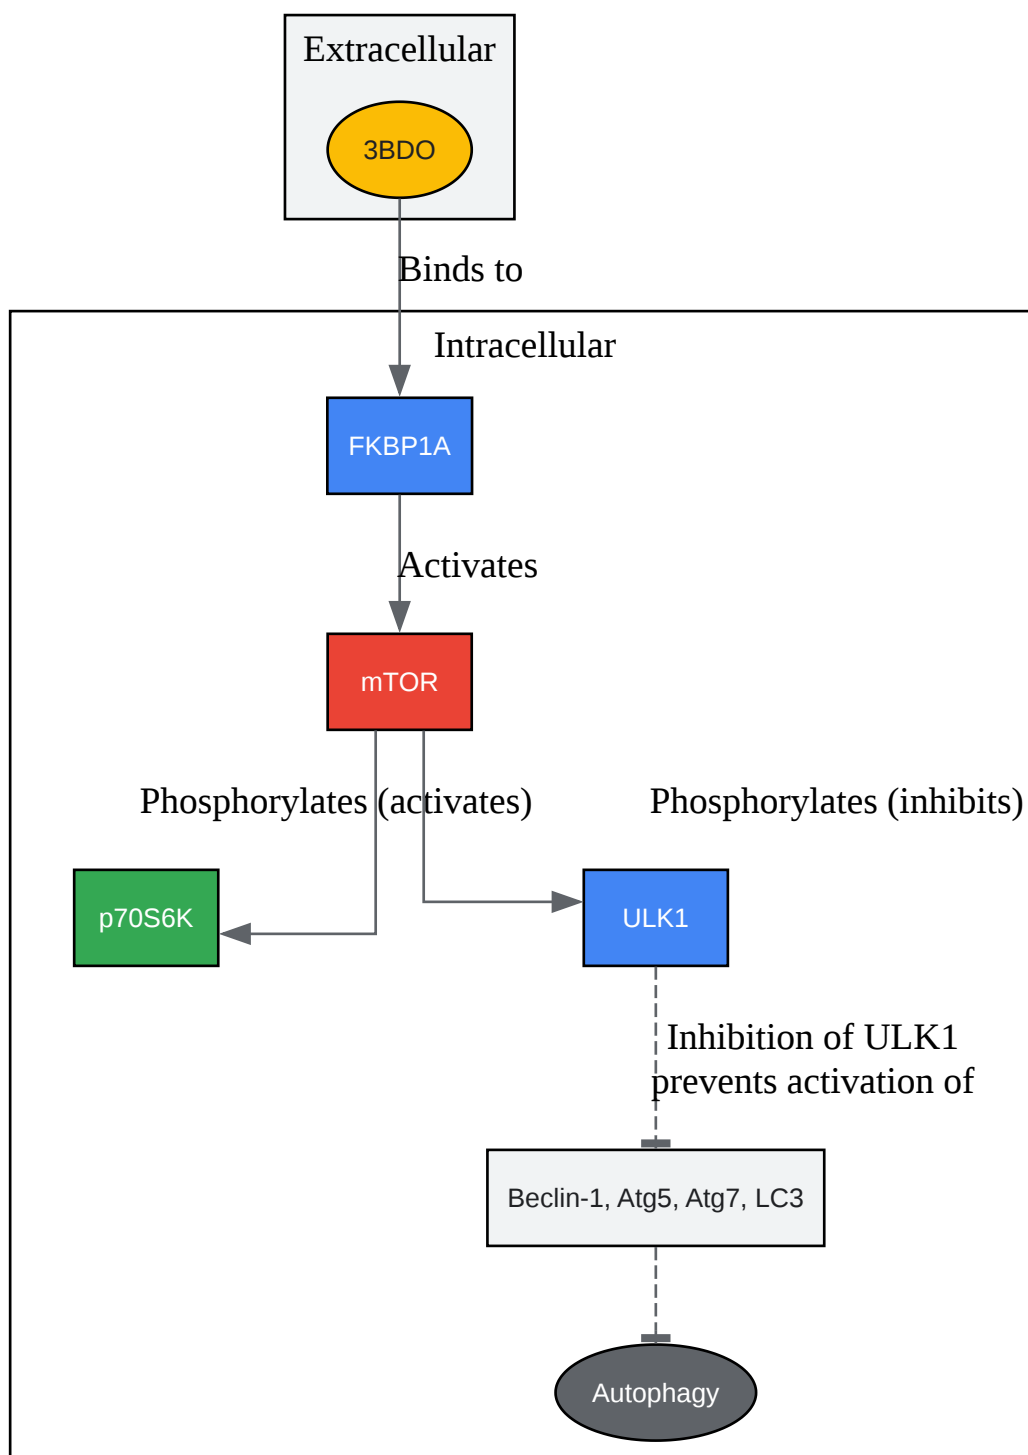 Extracellular
3BDO
Binds to
Intracellular
FKBP1A
Activates
mTOR
Phosphorylates (activates)
Phosphorylates (inhibits)
p70S6K
ULK1
Inhibition of ULK1
prevents activation of
Beclin-1, Atg5, Atg7, LC3
Autophagy